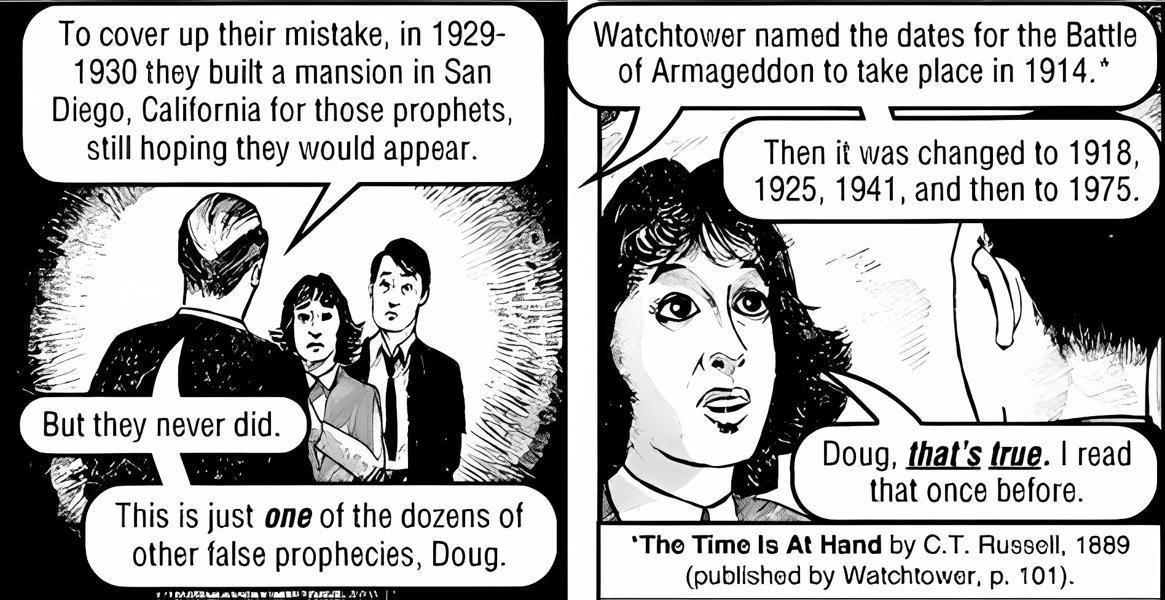 To cover up their mistake, in 1929-
1930 they built a mansion in San
Diego, California for those prophets,
still hoping they would appear.
But they never did.
This is just one of the dozens of
other false prophecies, Doug.
Watchtower named the dates for the Battle
of Armageddon to take place in 1914.*
Then it was changed to 1918,
1925, 1941, and then to 1975.
Doug, that's true. I read
that once before.
*The Time Is At Hand by C.T. Russell, 1889
(published by Watchtower, p. 101).